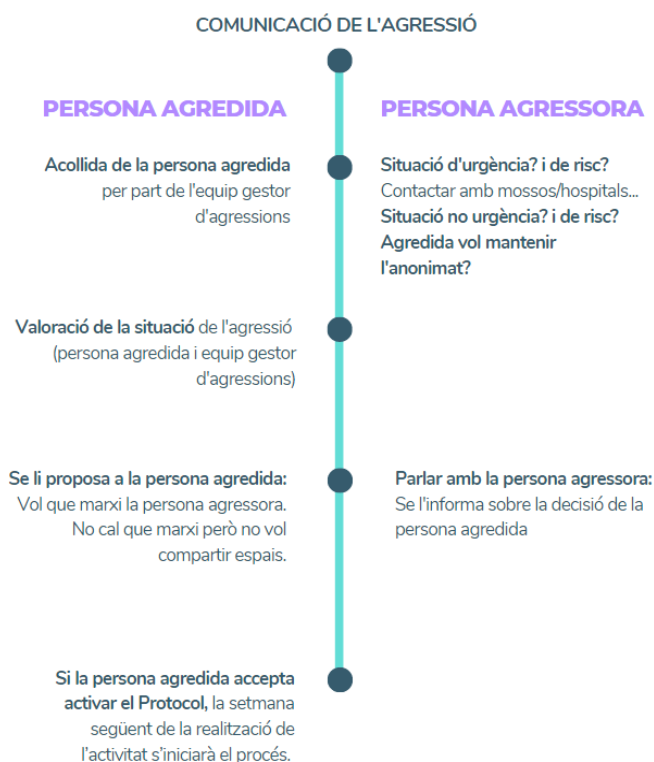 COMUNICACIÓ DE L'AGRESSIÓ
PERSONA AGREDIDA
PERSONA AGRESSORA
Acollida de la persona agredida
per part de l'equip gestor
d'agressions
Situació d'urgència? i de risc?
Contactar amb mossos/hospitals...
Situació no urgència? i de risc?
Agredida vol mantenir
l'anonimat?
Valoració de la situació de l'agressió
(persona agredida i equip gestor
d'agressions)
Se li proposa a la persona agredida:
Vol que marxi la persona agressora.
No cal que marxi però no vol
compartir espais.
Parlar amb la persona agressora:
Se l'informa sobre la decisió de la
persona agredida
Si la persona agredida accepta
activar el Protocol, la setmana
següent de la realització de
l'activitat s'iniciarà el procés.